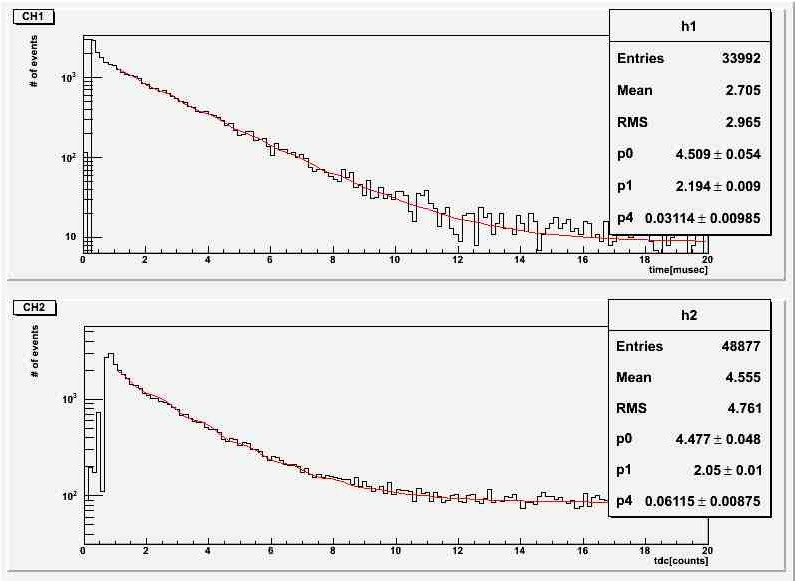 CH1
# of events
h1
Entries 33992
Mean 2.705
RMS 2.965
p0 4.509 ± 0.054
p1 2.194 ± 0.009
p4 0.03114 ± 0.00985
10³
10²
10
0 2 4 6 8 10 12 14 16 18 20
time[musec]
CH2
# of events
h2
Entries 48877
Mean 4.555
RMS 4.761
p0 4.477 ± 0.048
p1 2.05 ± 0.01
p4 0.06115 ± 0.00875
10³
10²
0 2 4 6 8 10 12 14 16 18 20
tdc[counts]